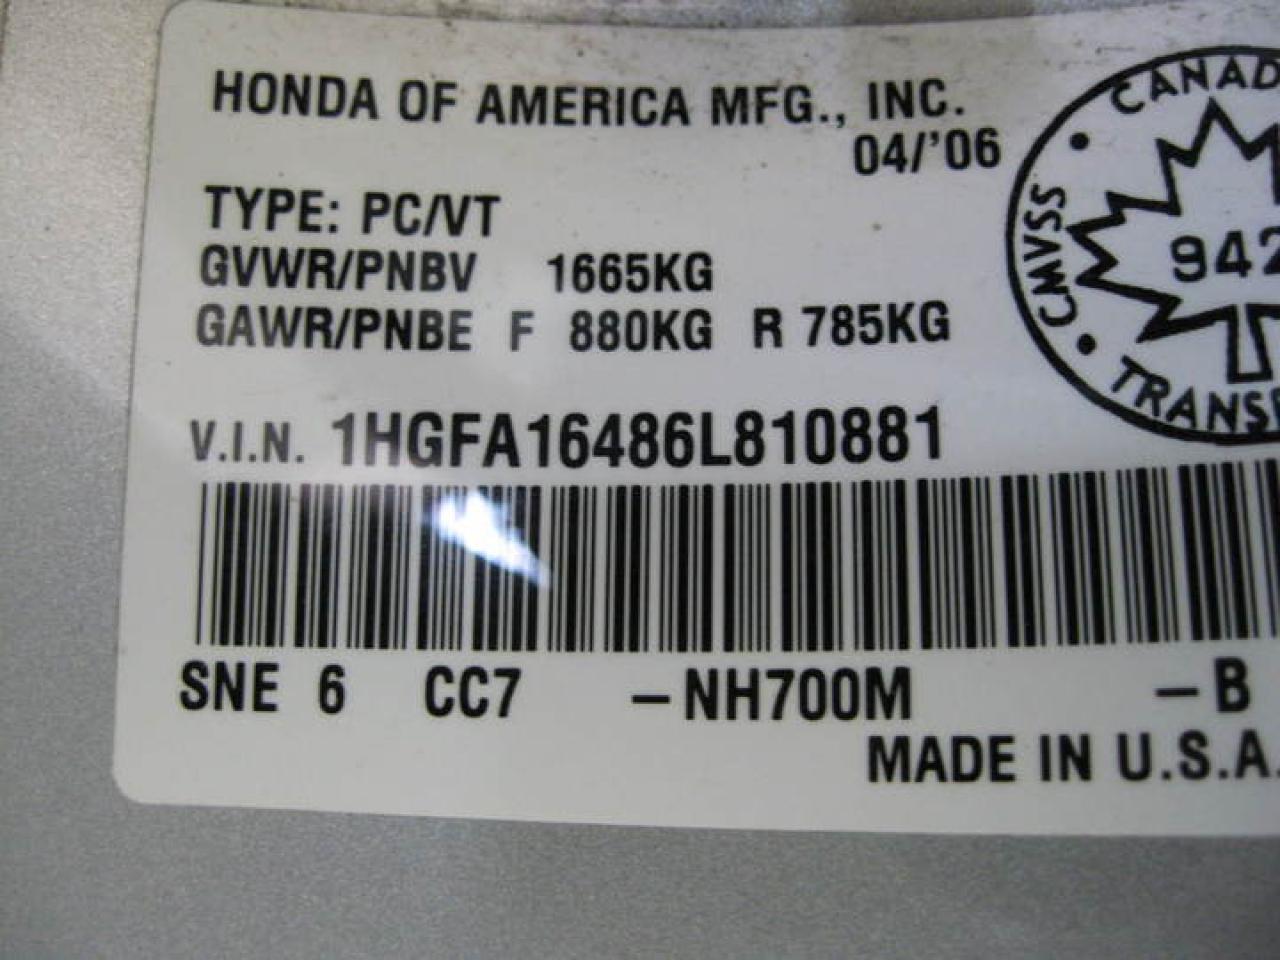 HONDA OF AMERICA MFG., INC.
04/'06
TYPE: PC/VT
GVWR/PNBV 1665KG
GAWR/PNBE F 880KG R 785KG
V.I.N. 1HGFA16486L810881
SNE 6 CC7 –NH700M –B
MADE IN U.S.A.
CANAD
CMVSS
942
TRANS